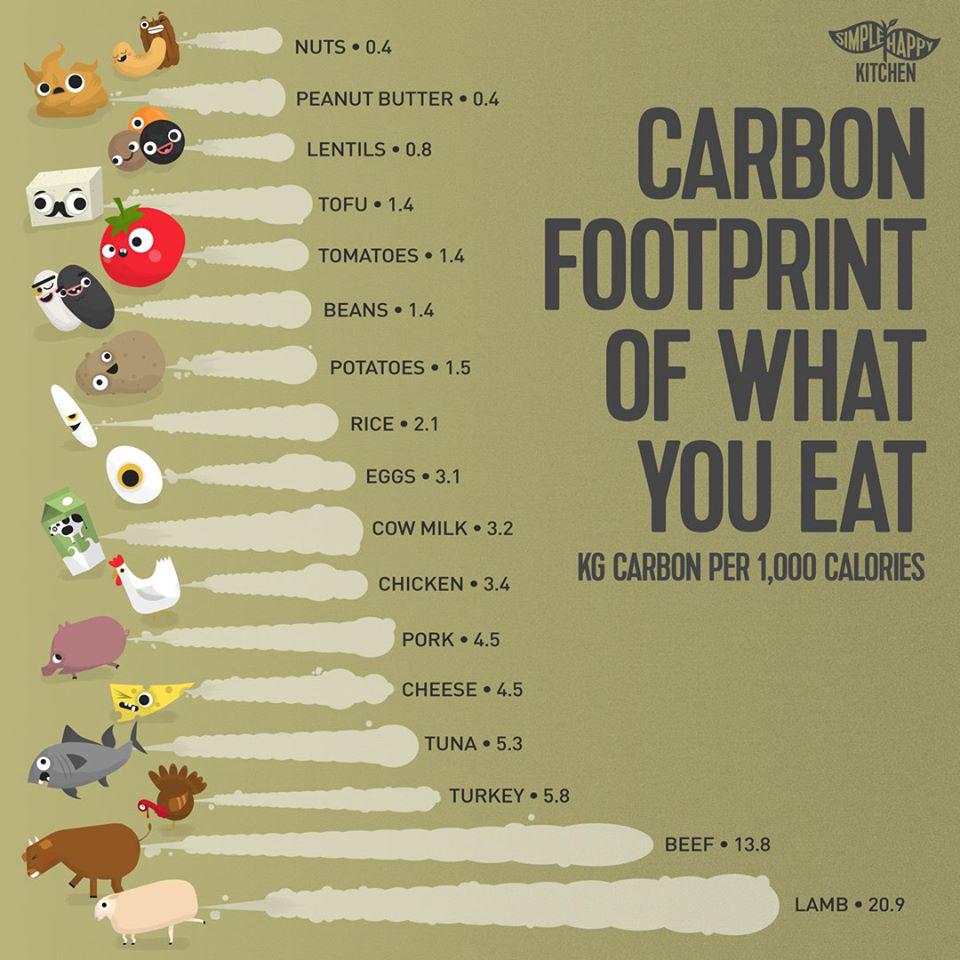 SIMPLE HAPPY
KITCHEN
CARBON
FOOTPRINT
OF WHAT
YOU EAT
KG CARBON PER 1,000 CALORIES
NUTS • 0.4
PEANUT BUTTER • 0.4
LENTILS • 0.8
TOFU • 1.4
TOMATOES • 1.4
BEANS • 1.4
POTATOES • 1.5
RICE • 2.1
EGGS • 3.1
COW MILK • 3.2
CHICKEN • 3.4
PORK • 4.5
CHEESE • 4.5
TUNA • 5.3
TURKEY • 5.8
BEEF • 13.8
LAMB • 20.9